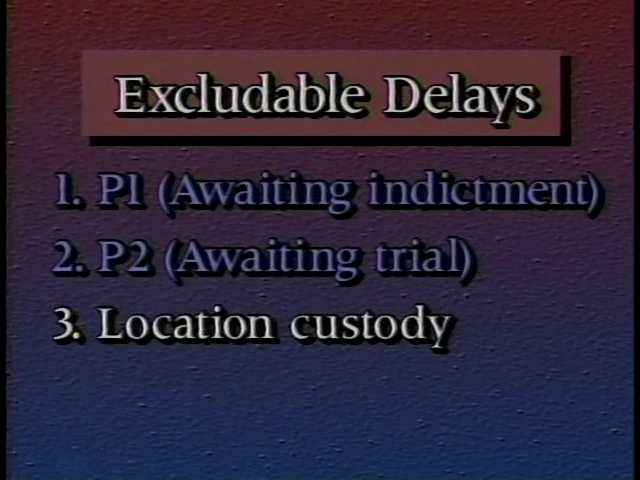 Excludable Delays
1. P1 (Awaiting indictment)
2. P2 (Awaiting trial)
3. Location custody